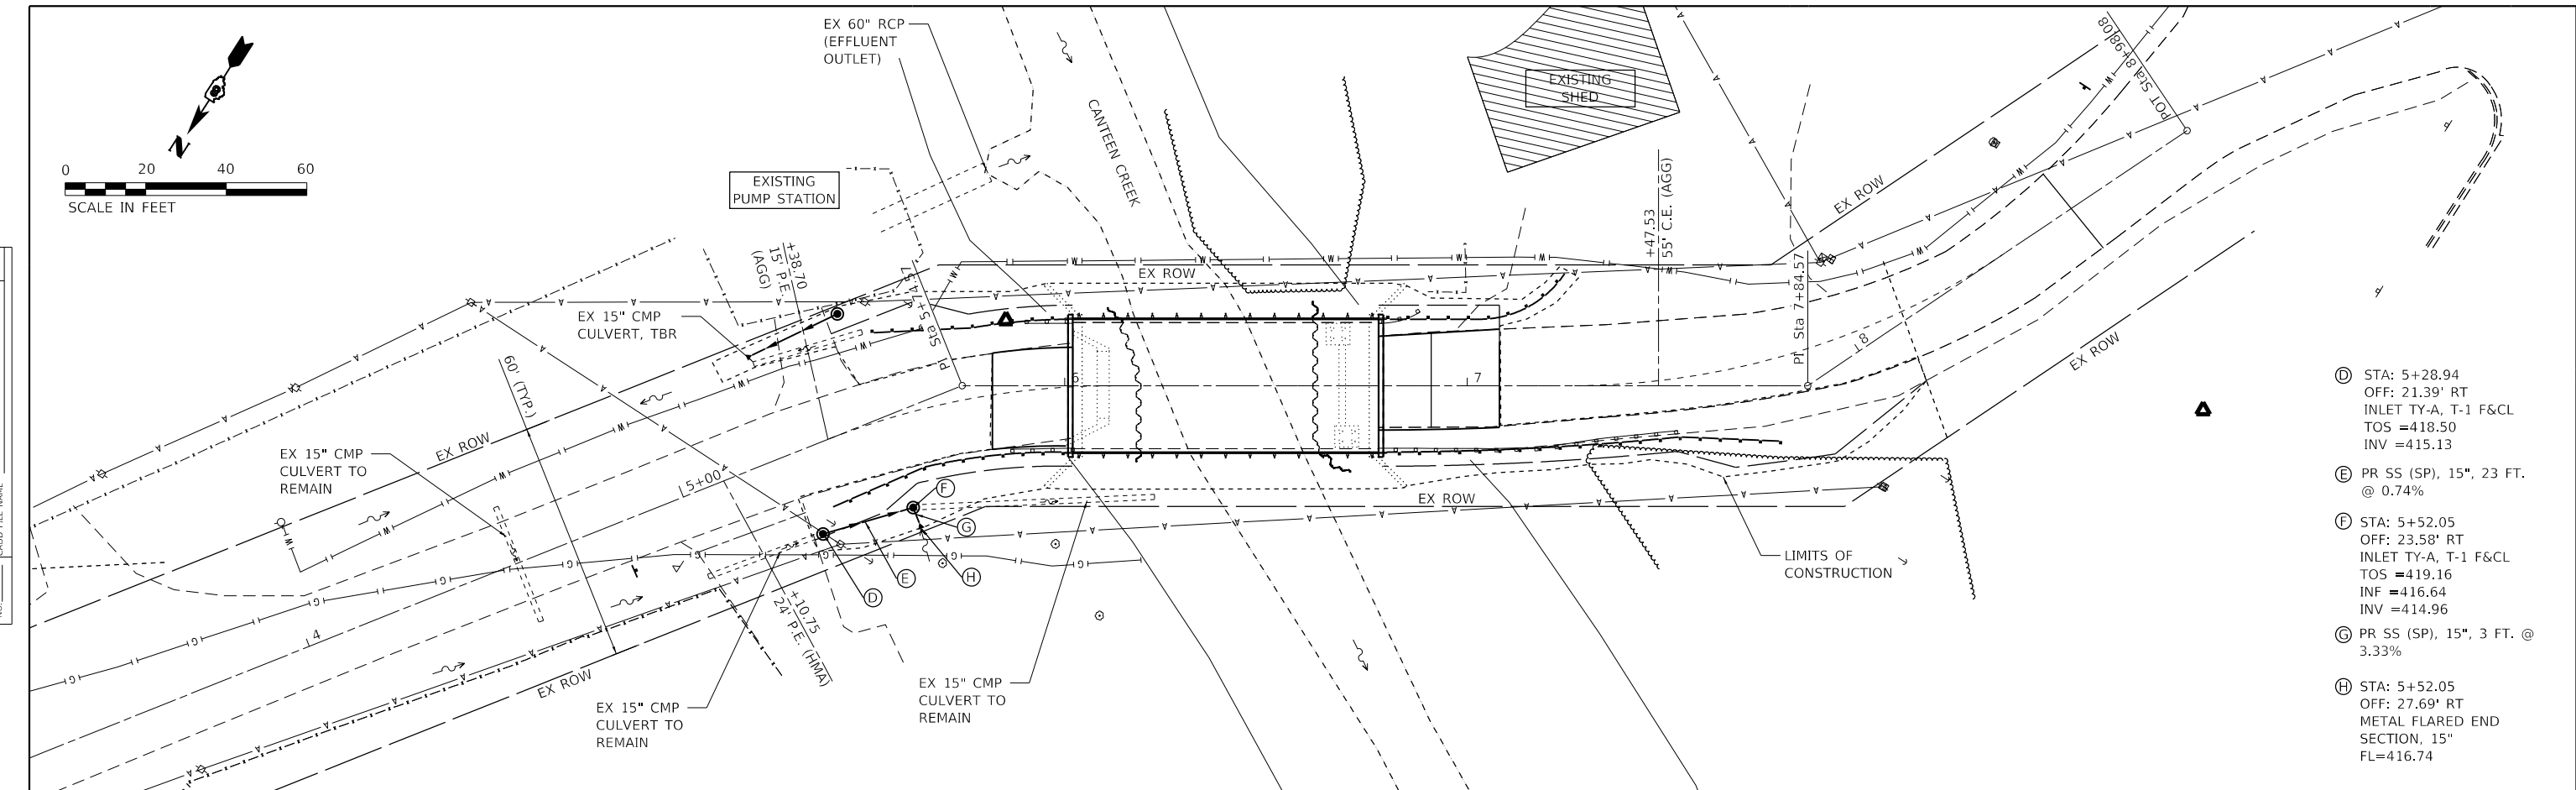 EX 60" RCP
(EFFLUENT
OUTLET)
N
0 20 40 60
SCALE IN FEET
EXISTING
PUMP STATION
CANTEEN CREEK
EXISTING
SHED
POT Sta 8+98.08
EX ROW
EX ROW
+47.53
55' C.E. (AGG)
PI Sta 7+84.57
+38.70
15' P.E.
(AGG)
PI Sta 5+74.57
EX 15" CMP
CULVERT, TBR
60' (TYP.)
EX ROW
EX 15" CMP
CULVERT TO
REMAIN
5+00
6
7
8
4
EX ROW
EX ROW
EX ROW
LIMITS OF
CONSTRUCTION
F
G
H
E
D
+10.75
24' P.E. (HMA)
EX 15" CMP
CULVERT TO
REMAIN
EX 15" CMP
CULVERT TO
REMAIN
D STA: 5+28.94
OFF: 21.39' RT
INLET TY-A, T-1 F&CL
TOS =418.50
INV =415.13
E PR SS (SP), 15", 23 FT.
@ 0.74%
F STA: 5+52.05
OFF: 23.58' RT
INLET TY-A, T-1 F&CL
TOS =419.16
INF =416.64
INV =414.96
G PR SS (SP), 15", 3 FT. @
3.33%
H STA: 5+52.05
OFF: 27.69' RT
METAL FLARED END
SECTION, 15"
FL=416.74